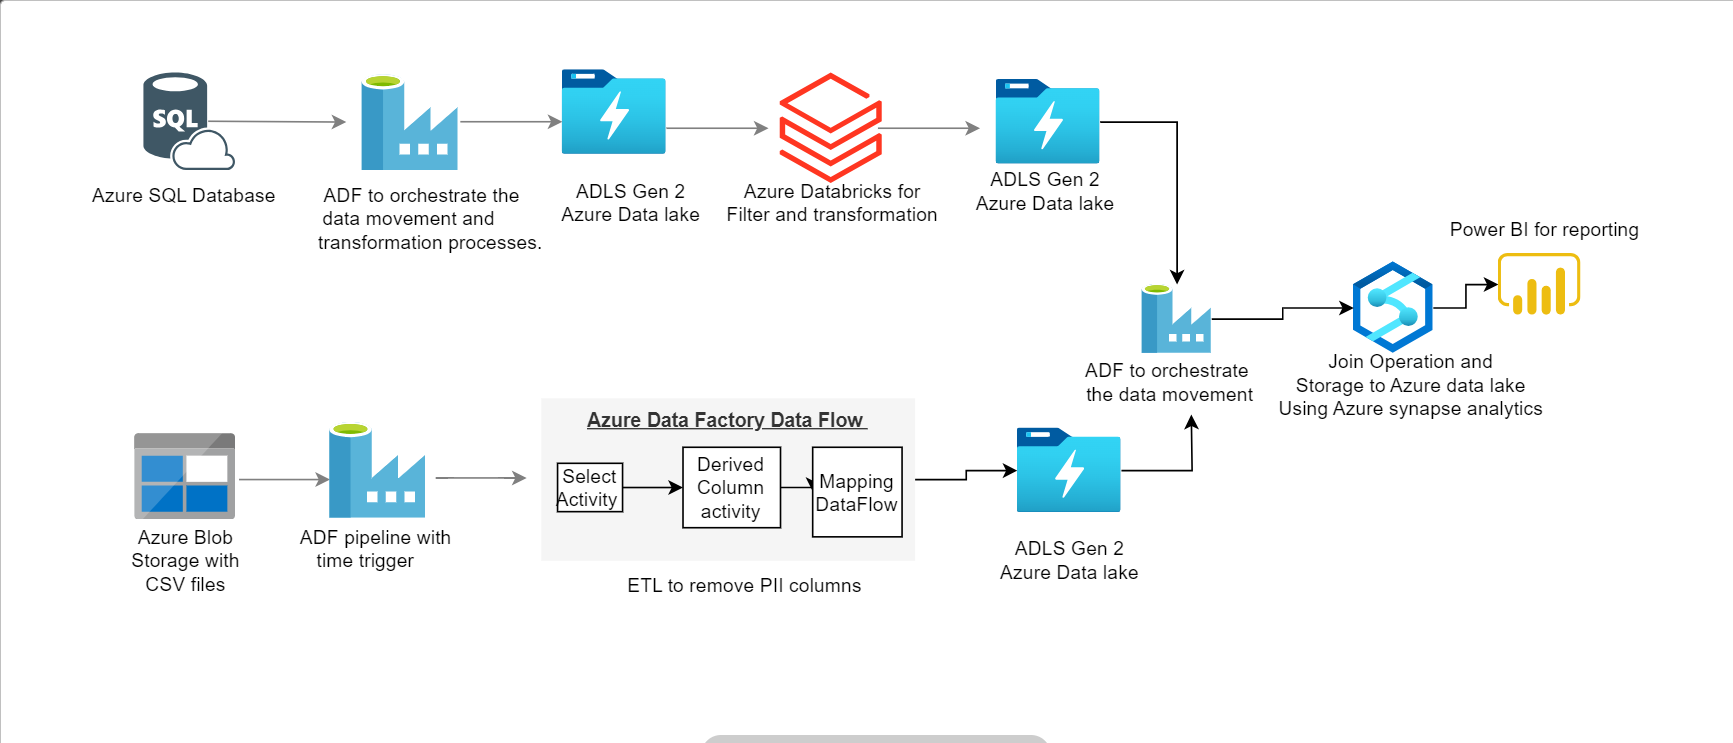 SQL
Azure SQL Database
ADF to orchestrate the
data movement and
transformation processes.
ADLS Gen 2
Azure Data lake
Azure Databricks for
Filter and transformation
ADLS Gen 2
Azure Data lake
Power BI for reporting
ADF to orchestrate
the data movement
Join Operation and
Storage to Azure data lake
Using Azure synapse analytics
Azure Blob
Storage with
CSV files
ADF pipeline with
time trigger
Azure Data Factory Data Flow
Select
Activity
Derived
Column
activity
Mapping
DataFlow
ETL to remove PII columns
ADLS Gen 2
Azure Data lake